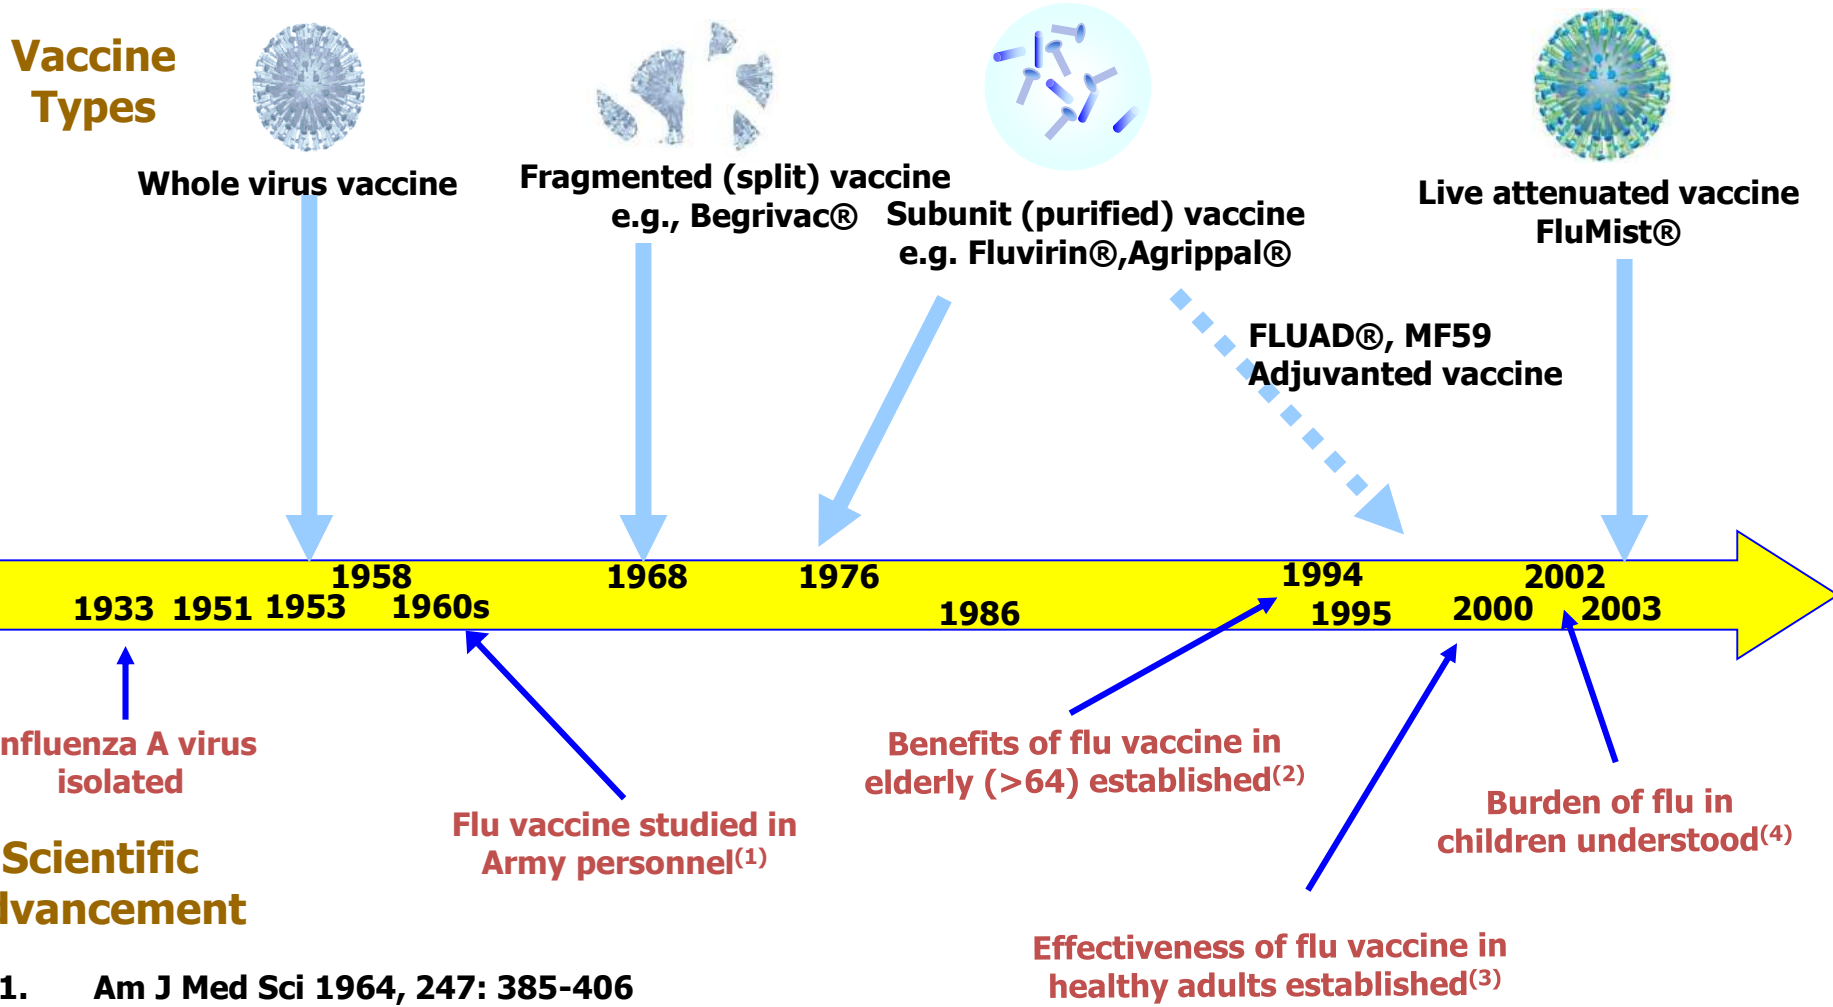 Vaccine
Types
Whole virus vaccine
Fragmented (split) vaccine
e.g., Begrivac®
Subunit (purified) vaccine
e.g. Fluvirin®,Agrippal®
Live attenuated vaccine
FluMist®
FLUAD®, MF59
Adjuvanted vaccine
1958 1968 1976 1994 2002
1933 1951 1953 1960s 1986 1995 2000 2003
nfluenza A virus
isolated
Flu vaccine studied in
Army personnel(1)
Benefits of flu vaccine in
elderly (>64) established(2)
Burden of flu in
children understood(4)
Effectiveness of flu vaccine in
healthy adults established(3)
Scientific
dvancement
1. Am J Med Sci 1964, 247: 385-406